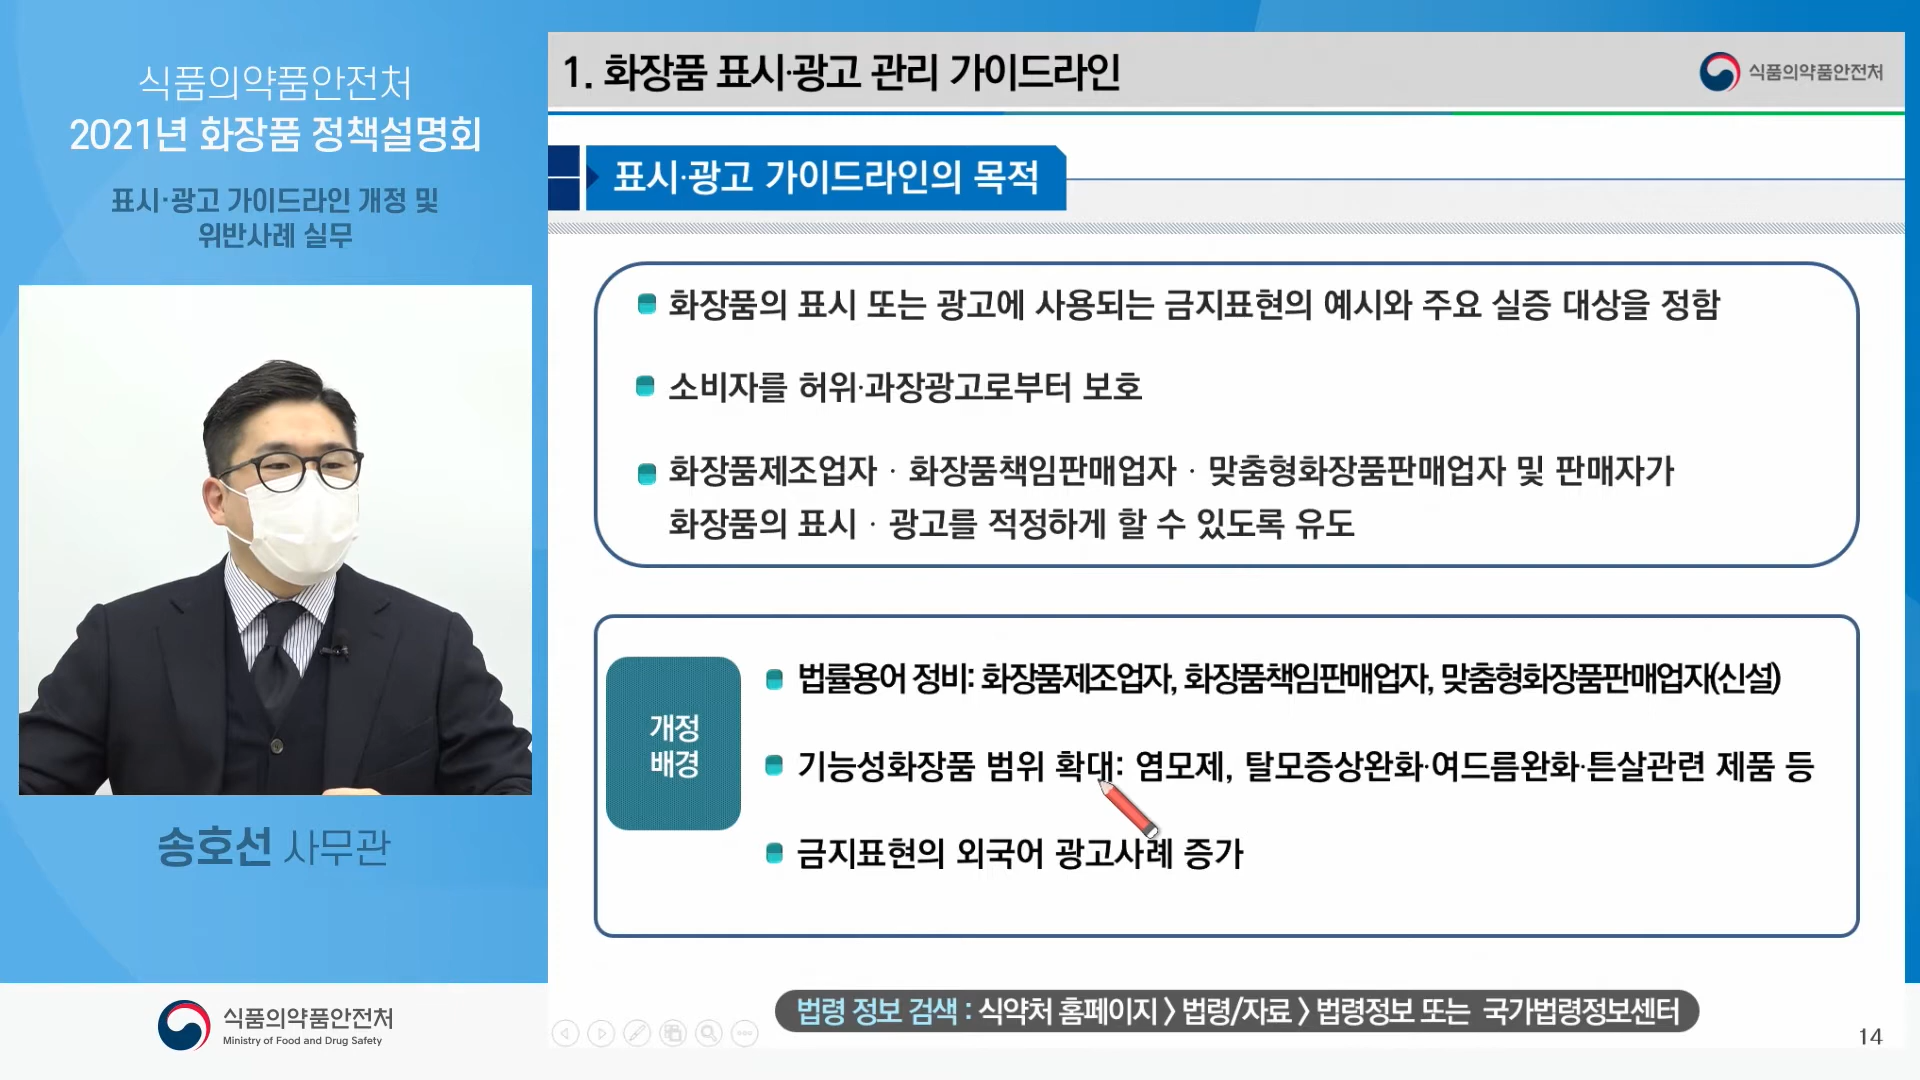 식품의약품안전처
2021년 화장품 정책설명회
표시·광고 가이드라인 개정 및
위반사례 실무
송호선 사무관
식품의약품안전처
Ministry of Food and Drug Safety
1. 화장품 표시·광고 관리 가이드라인
식품의약품안전처
표시·광고 가이드라인의 목적
화장품의 표시 또는 광고에 사용되는 금지표현의 예시와 주요 실증 대상을 정함
소비자를 허위·과장광고로부터 보호
화장품제조업자 · 화장품책임판매업자 · 맞춤형화장품판매업자 및 판매자가
화장품의 표시 · 광고를 적정하게 할 수 있도록 유도
개정
배경
법률용어 정비: 화장품제조업자, 화장품책임판매업자, 맞춤형화장품판매업자(신설)
기능성화장품 범위 확대: 염모제, 탈모증상완화·여드름완화·튼살관련 제품 등
금지표현의 외국어 광고사례 증가
법령 정보 검색 : 식약처 홈페이지 > 법령/자료 > 법령정보 또는 국가법령정보센터
14